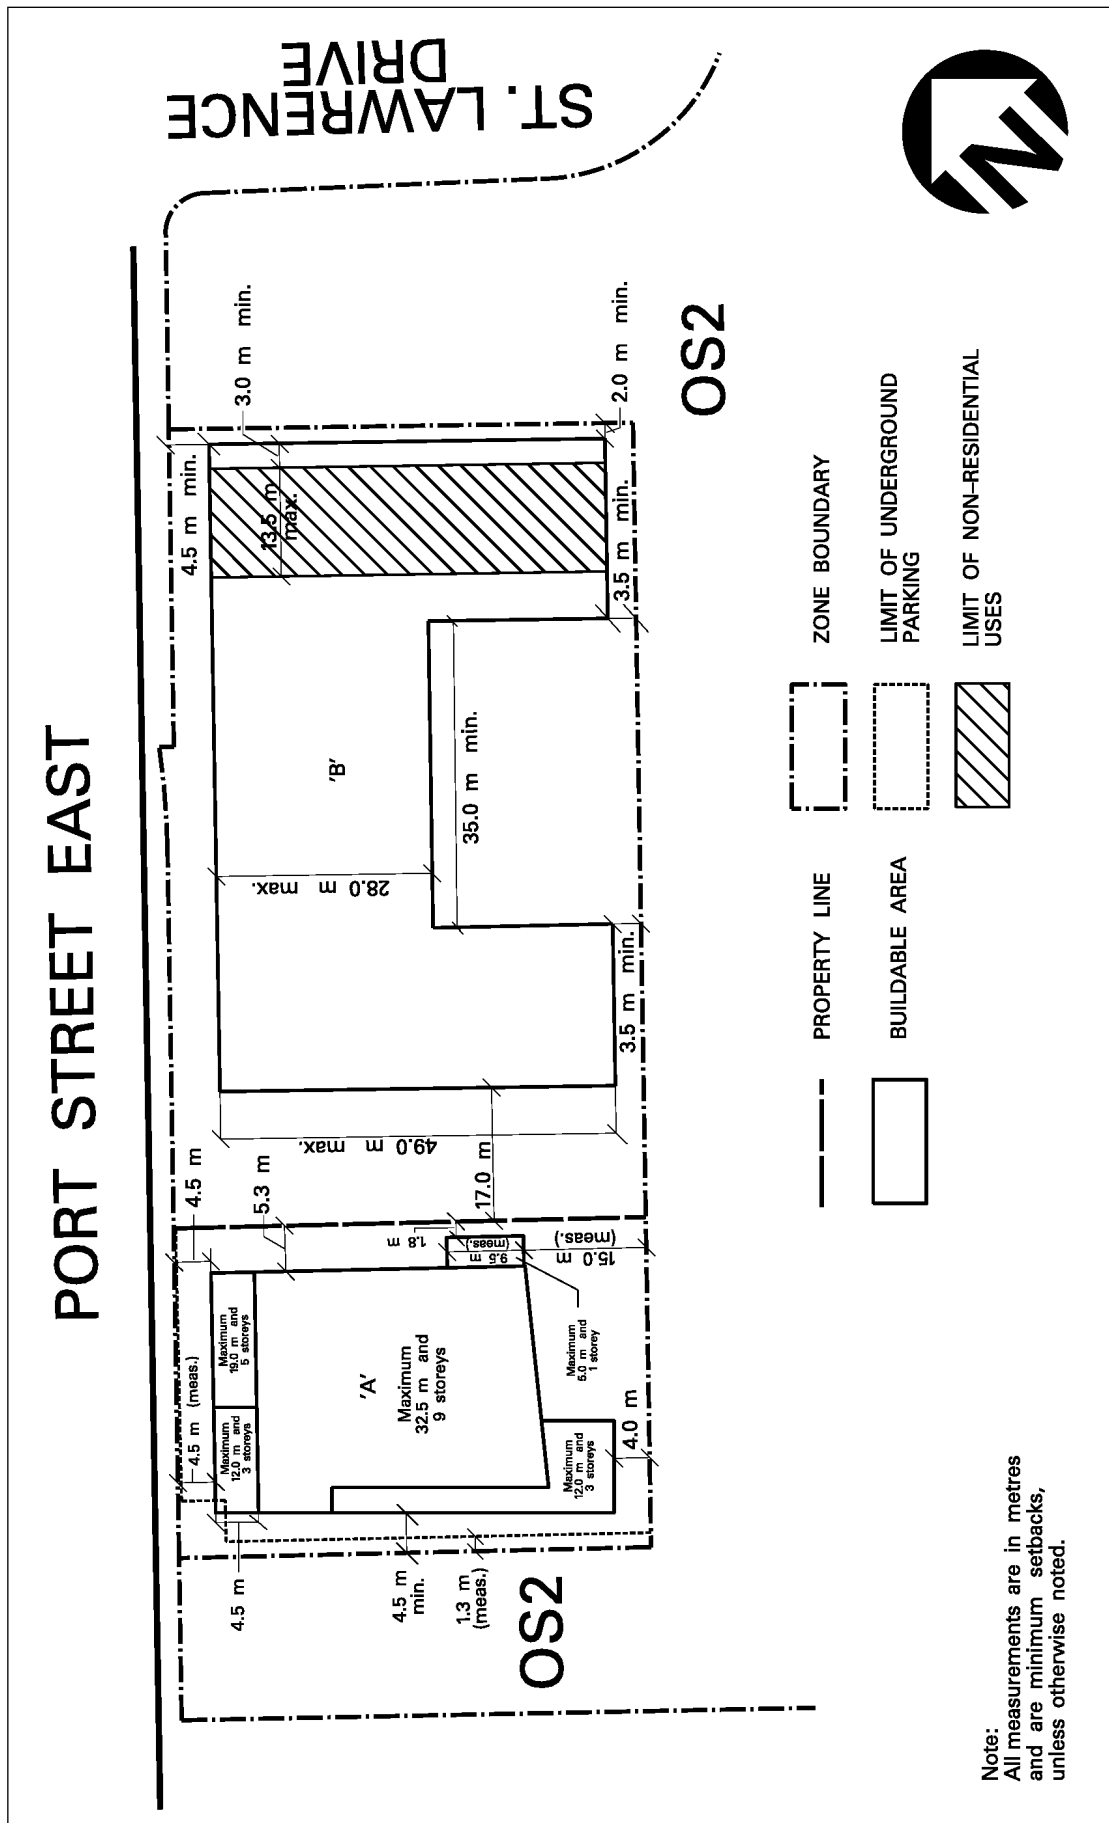 PORT STREET EAST
ST. LAWRENCE
DRIVE
4.5 m
5.3 m
4.5 m (meas.)
Maximum
12.0 m and
3 storeys
Maximum
19.0 m and
5 storeys
4.5 m
'A'
Maximum
32.5 m and
9 storeys
1.8 m
9.5 m
(meas.)
15.0 m
(meas.)
17.0 m
49.0 m max.
Maximum
5.0 m and
1 storey
Maximum
12.0 m and
3 storeys
4.0 m
4.5 m
min.
1.3 m
(meas.)
OS2
'B'
28.0 m max.
35.0 m min.
3.5 m min.
4.5 m min.
3.0 m min.
13.5 m
max.
3.5 m min.
2.0 m min.
OS2
PROPERTY LINE
ZONE BOUNDARY
BUILDABLE AREA
LIMIT OF UNDERGROUND
PARKING
LIMIT OF NON-RESIDENTIAL
USES
N
Note:
All measurements are in metres
and are minimum setbacks,
unless otherwise noted.